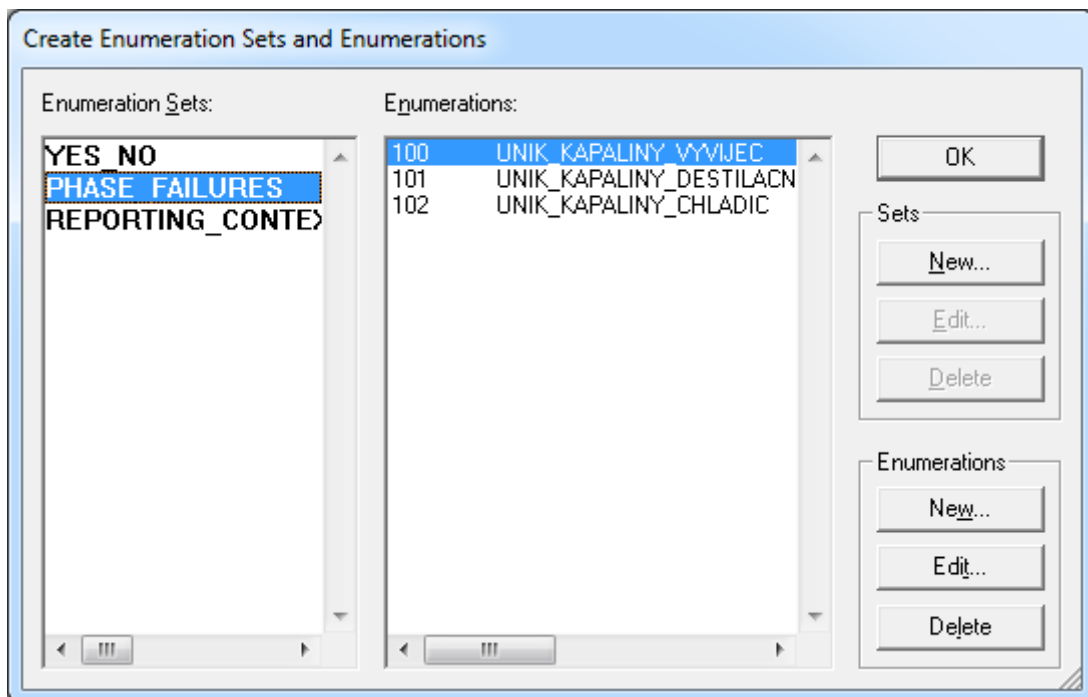 Create Enumeration Sets and Enumerations
Enumeration Sets:
Enumerations:
YES_NO
PHASE_FAILURES
REPORTING_CONTEX
100 UNIK_KAPALINY_VYVIJEC
101 UNIK_KAPALINY_DESTILACN
102 UNIK_KAPALINY_CHLADIC
OK
Sets
New...
Edit...
Delete
Enumerations
New...
Edit...
Delete